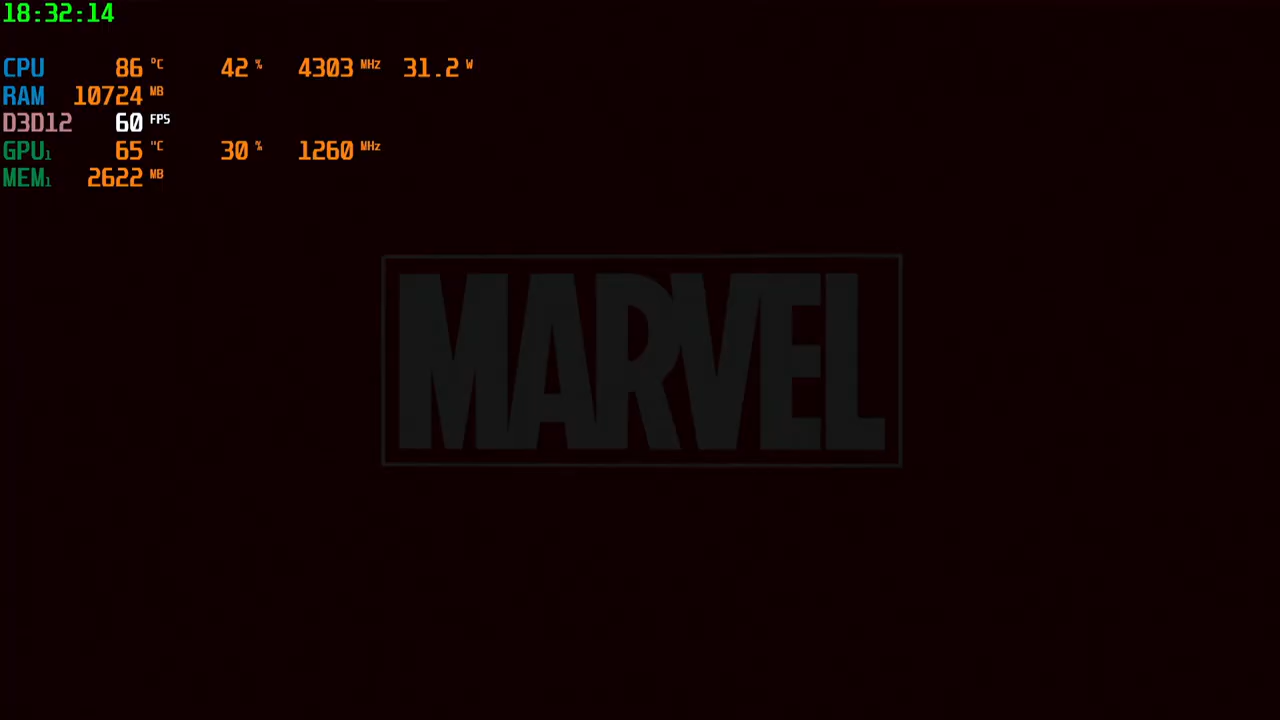 18:32:14
CPU 86 °C 42 % 4303 MHz 31.2 W
RAM 10724 MB
D3D12 60 FPS
GPU1 65 °C 30 % 1260 MHz
MEM1 2622 MB
MARVEL